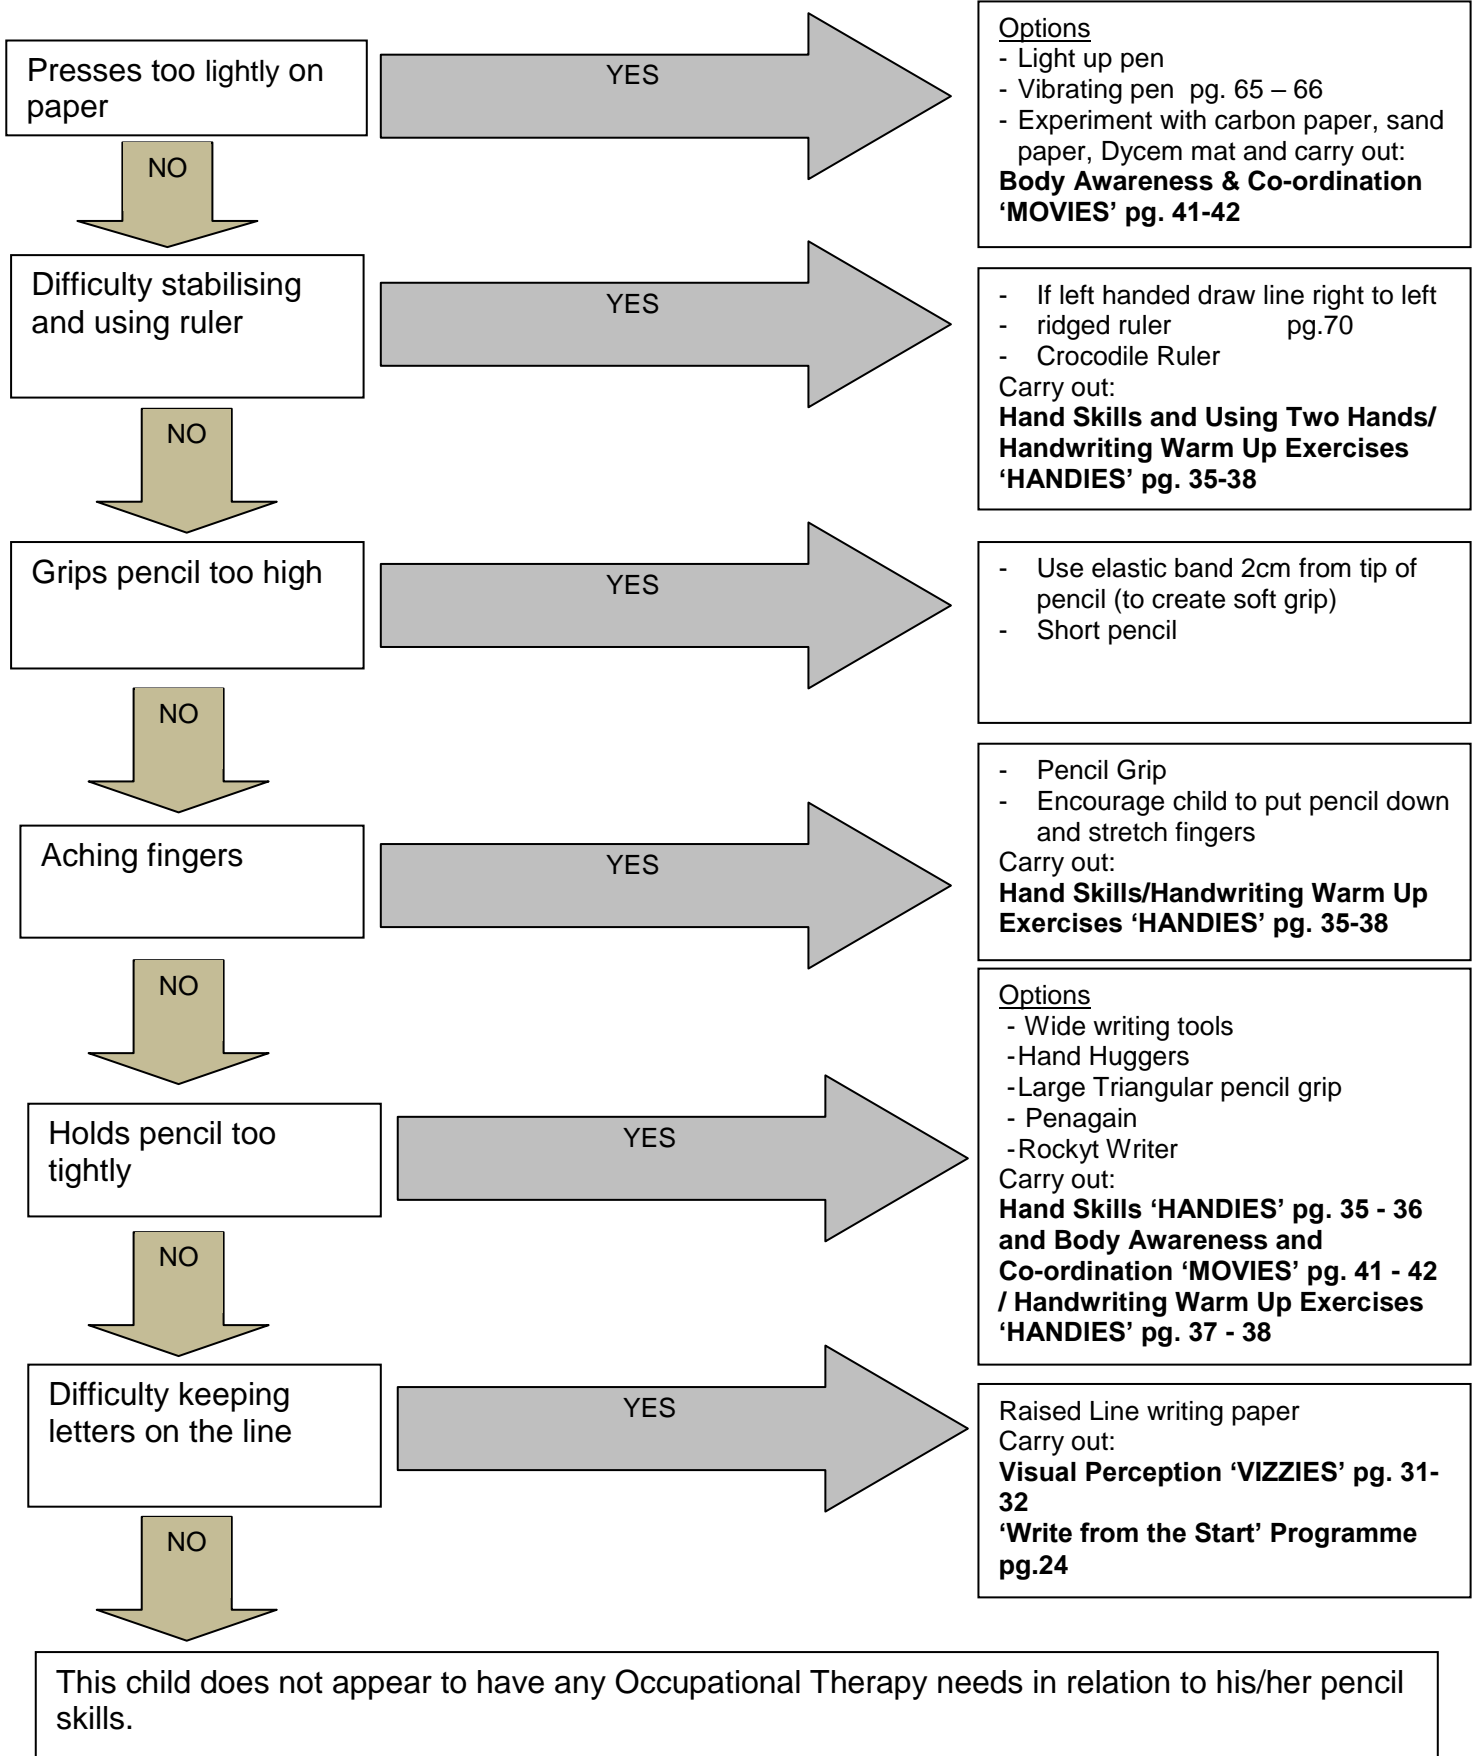 Presses too lightly on
paper
YES
Options
- Light up pen
- Vibrating pen pg. 65 – 66
- Experiment with carbon paper, sand
paper, Dycem mat and carry out:
Body Awareness & Co-ordination
‘MOVIES’ pg. 41-42
NO
Difficulty stabilising
and using ruler
YES
- If left handed draw line right to left
- ridged ruler pg.70
- Crocodile Ruler
Carry out:
Hand Skills and Using Two Hands/
Handwriting Warm Up Exercises
‘HANDIES’ pg. 35-38
NO
Grips pencil too high
YES
- Use elastic band 2cm from tip of
pencil (to create soft grip)
- Short pencil
NO
Aching fingers
YES
- Pencil Grip
- Encourage child to put pencil down
and stretch fingers
Carry out:
Hand Skills/Handwriting Warm Up
Exercises ‘HANDIES’ pg. 35-38
NO
Holds pencil too
tightly
YES
Options
- Wide writing tools
-Hand Huggers
-Large Triangular pencil grip
- Penagain
-Rockyt Writer
Carry out:
Hand Skills ‘HANDIES’ pg. 35 - 36
and Body Awareness and
Co-ordination ‘MOVIES’ pg. 41 - 42
/ Handwriting Warm Up Exercises
‘HANDIES’ pg. 37 - 38
NO
Difficulty keeping
letters on the line
YES
Raised Line writing paper
Carry out:
Visual Perception ‘VIZZIES’ pg. 31-
32
‘Write from the Start’ Programme
pg.24
NO
This child does not appear to have any Occupational Therapy needs in relation to his/her pencil
skills.